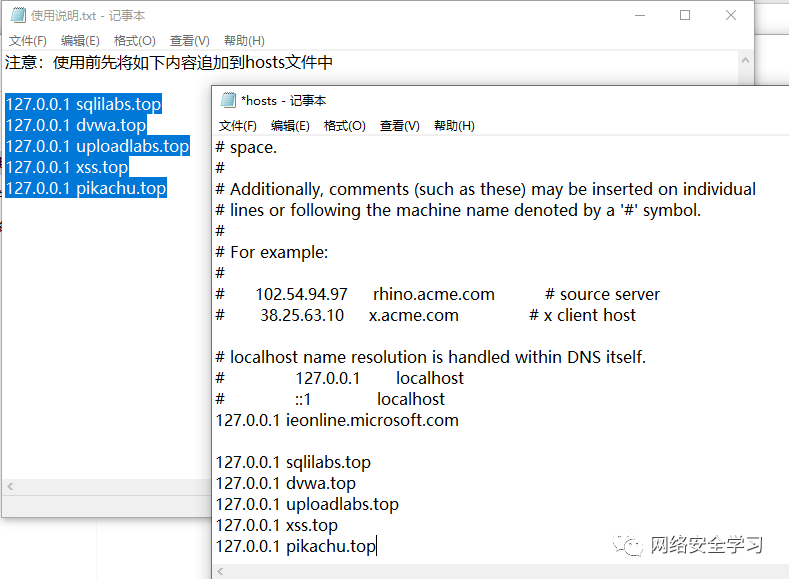 使用说明.txt - 记事本
文件(F) 编辑(E) 格式(O) 查看(V) 帮助(H)
注意：使用前先将如下内容追加到hosts文件中
127.0.0.1 sqlilabs.top
127.0.0.1 dvwa.top
127.0.0.1 uploadlabs.top
127.0.0.1 xss.top
127.0.0.1 pikachu.top
*hosts - 记事本
文件(F) 编辑(E) 格式(O) 查看(V) 帮助(H)
# space.
#
# Additionally, comments (such as these) may be inserted on individual
# lines or following the machine name denoted by a '#' symbol.
#
# For example:
#
# 102.54.94.97 rhino.acme.com # source server
# 38.25.63.10 x.acme.com # x client host
# localhost name resolution is handled within DNS itself.
# 127.0.0.1 localhost
# ::1 localhost
127.0.0.1 ieonline.microsoft.com
127.0.0.1 sqlilabs.top
127.0.0.1 dvwa.top
127.0.0.1 uploadlabs.top
127.0.0.1 xss.top
127.0.0.1 pikachu.top
网络安全学习